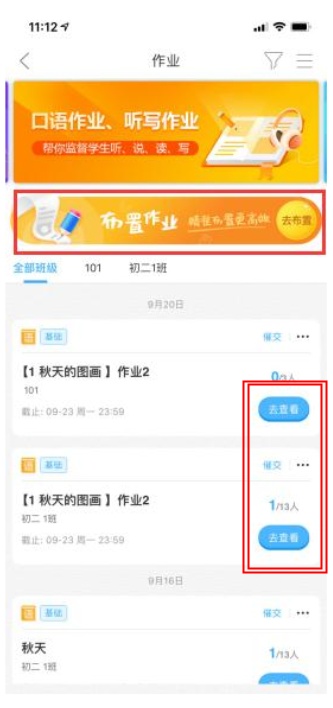 11:12
作业
口语作业、听写作业
帮你监督学生听、说、读、写
布置作业 随性布置更高效 去布置
全部班级 101 初二1班
9月20日
语 基础 催交
【1 秋天的图画 】作业2
0/3人
101
截止: 09-23 周一 23:59 去查看
语 基础 催交
【1 秋天的图画 】作业2
1/13人
初二 1班
截止: 09-23 周一 23:59 去查看
9月16日
语 基础 催交
秋天
1/13人
初二 1班